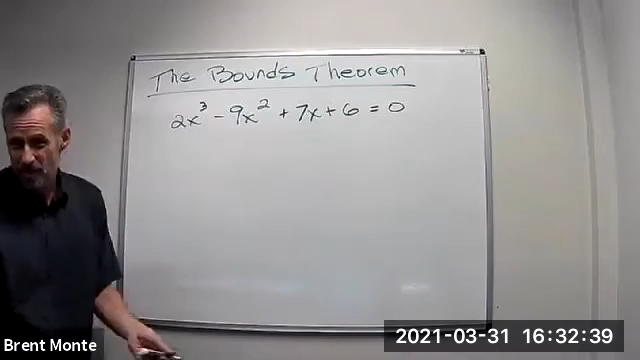 The Bounds Theorem
2x³ - 9x² + 7x + 6 = 0
Brent Monte
2021-03-31 16:32:39